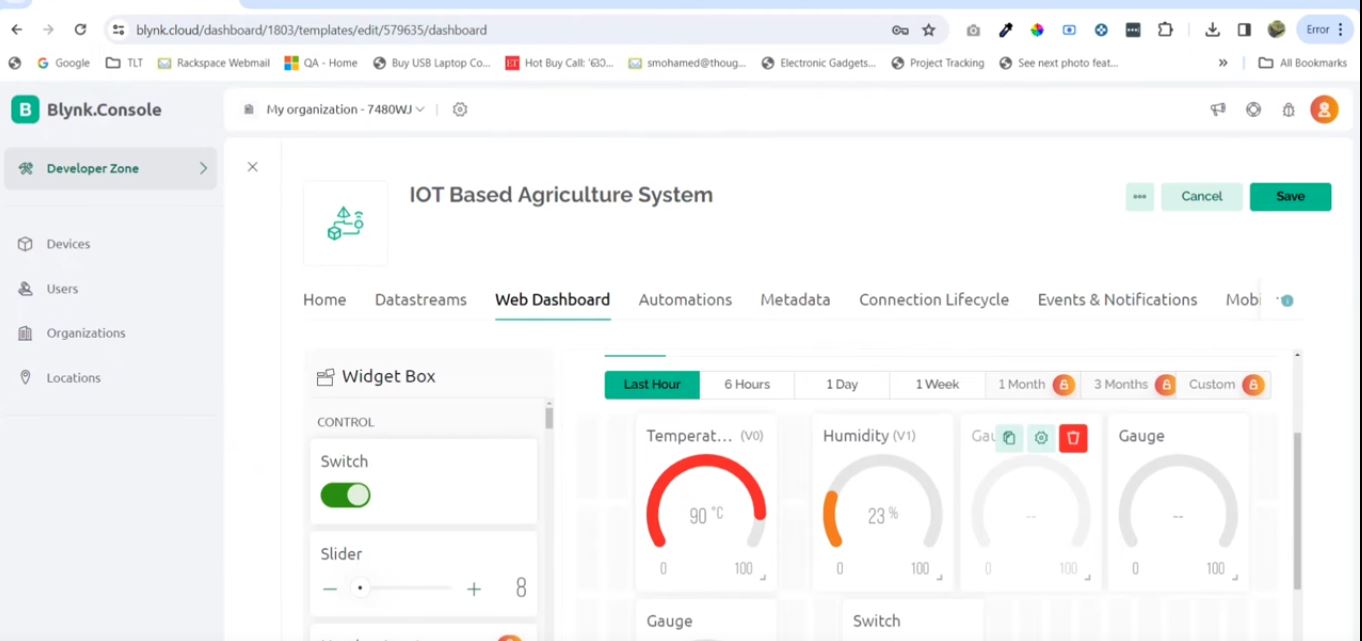 blynk.cloud/dashboard/1803/templates/edit/579635/dashboard
Error
Google TLT Rackspace Webmail QA - Home Buy USB Laptop Co... ET Hot Buy Call: smohamed@thoug... Electronic Gadgets... Project Tracking See next photo feat... » All Bookmarks
B Blynk.Console
My organization - 7480WJ
Developer Zone
Devices
Users
Organizations
Locations
IOT Based Agriculture System
Cancel
Save
Home Datastreams Web Dashboard Automations Metadata Connection Lifecycle Events & Notifications Mobi
Widget Box
CONTROL
Switch
Slider
8
Last Hour 6 Hours 1 Day 1 Week 1 Month 3 Months Custom
Temperat... (V0)
90 °C
0 100
Humidity (V1)
23 %
0 100
Gau
--
0 100
Gauge
--
0 100
Gauge
Switch